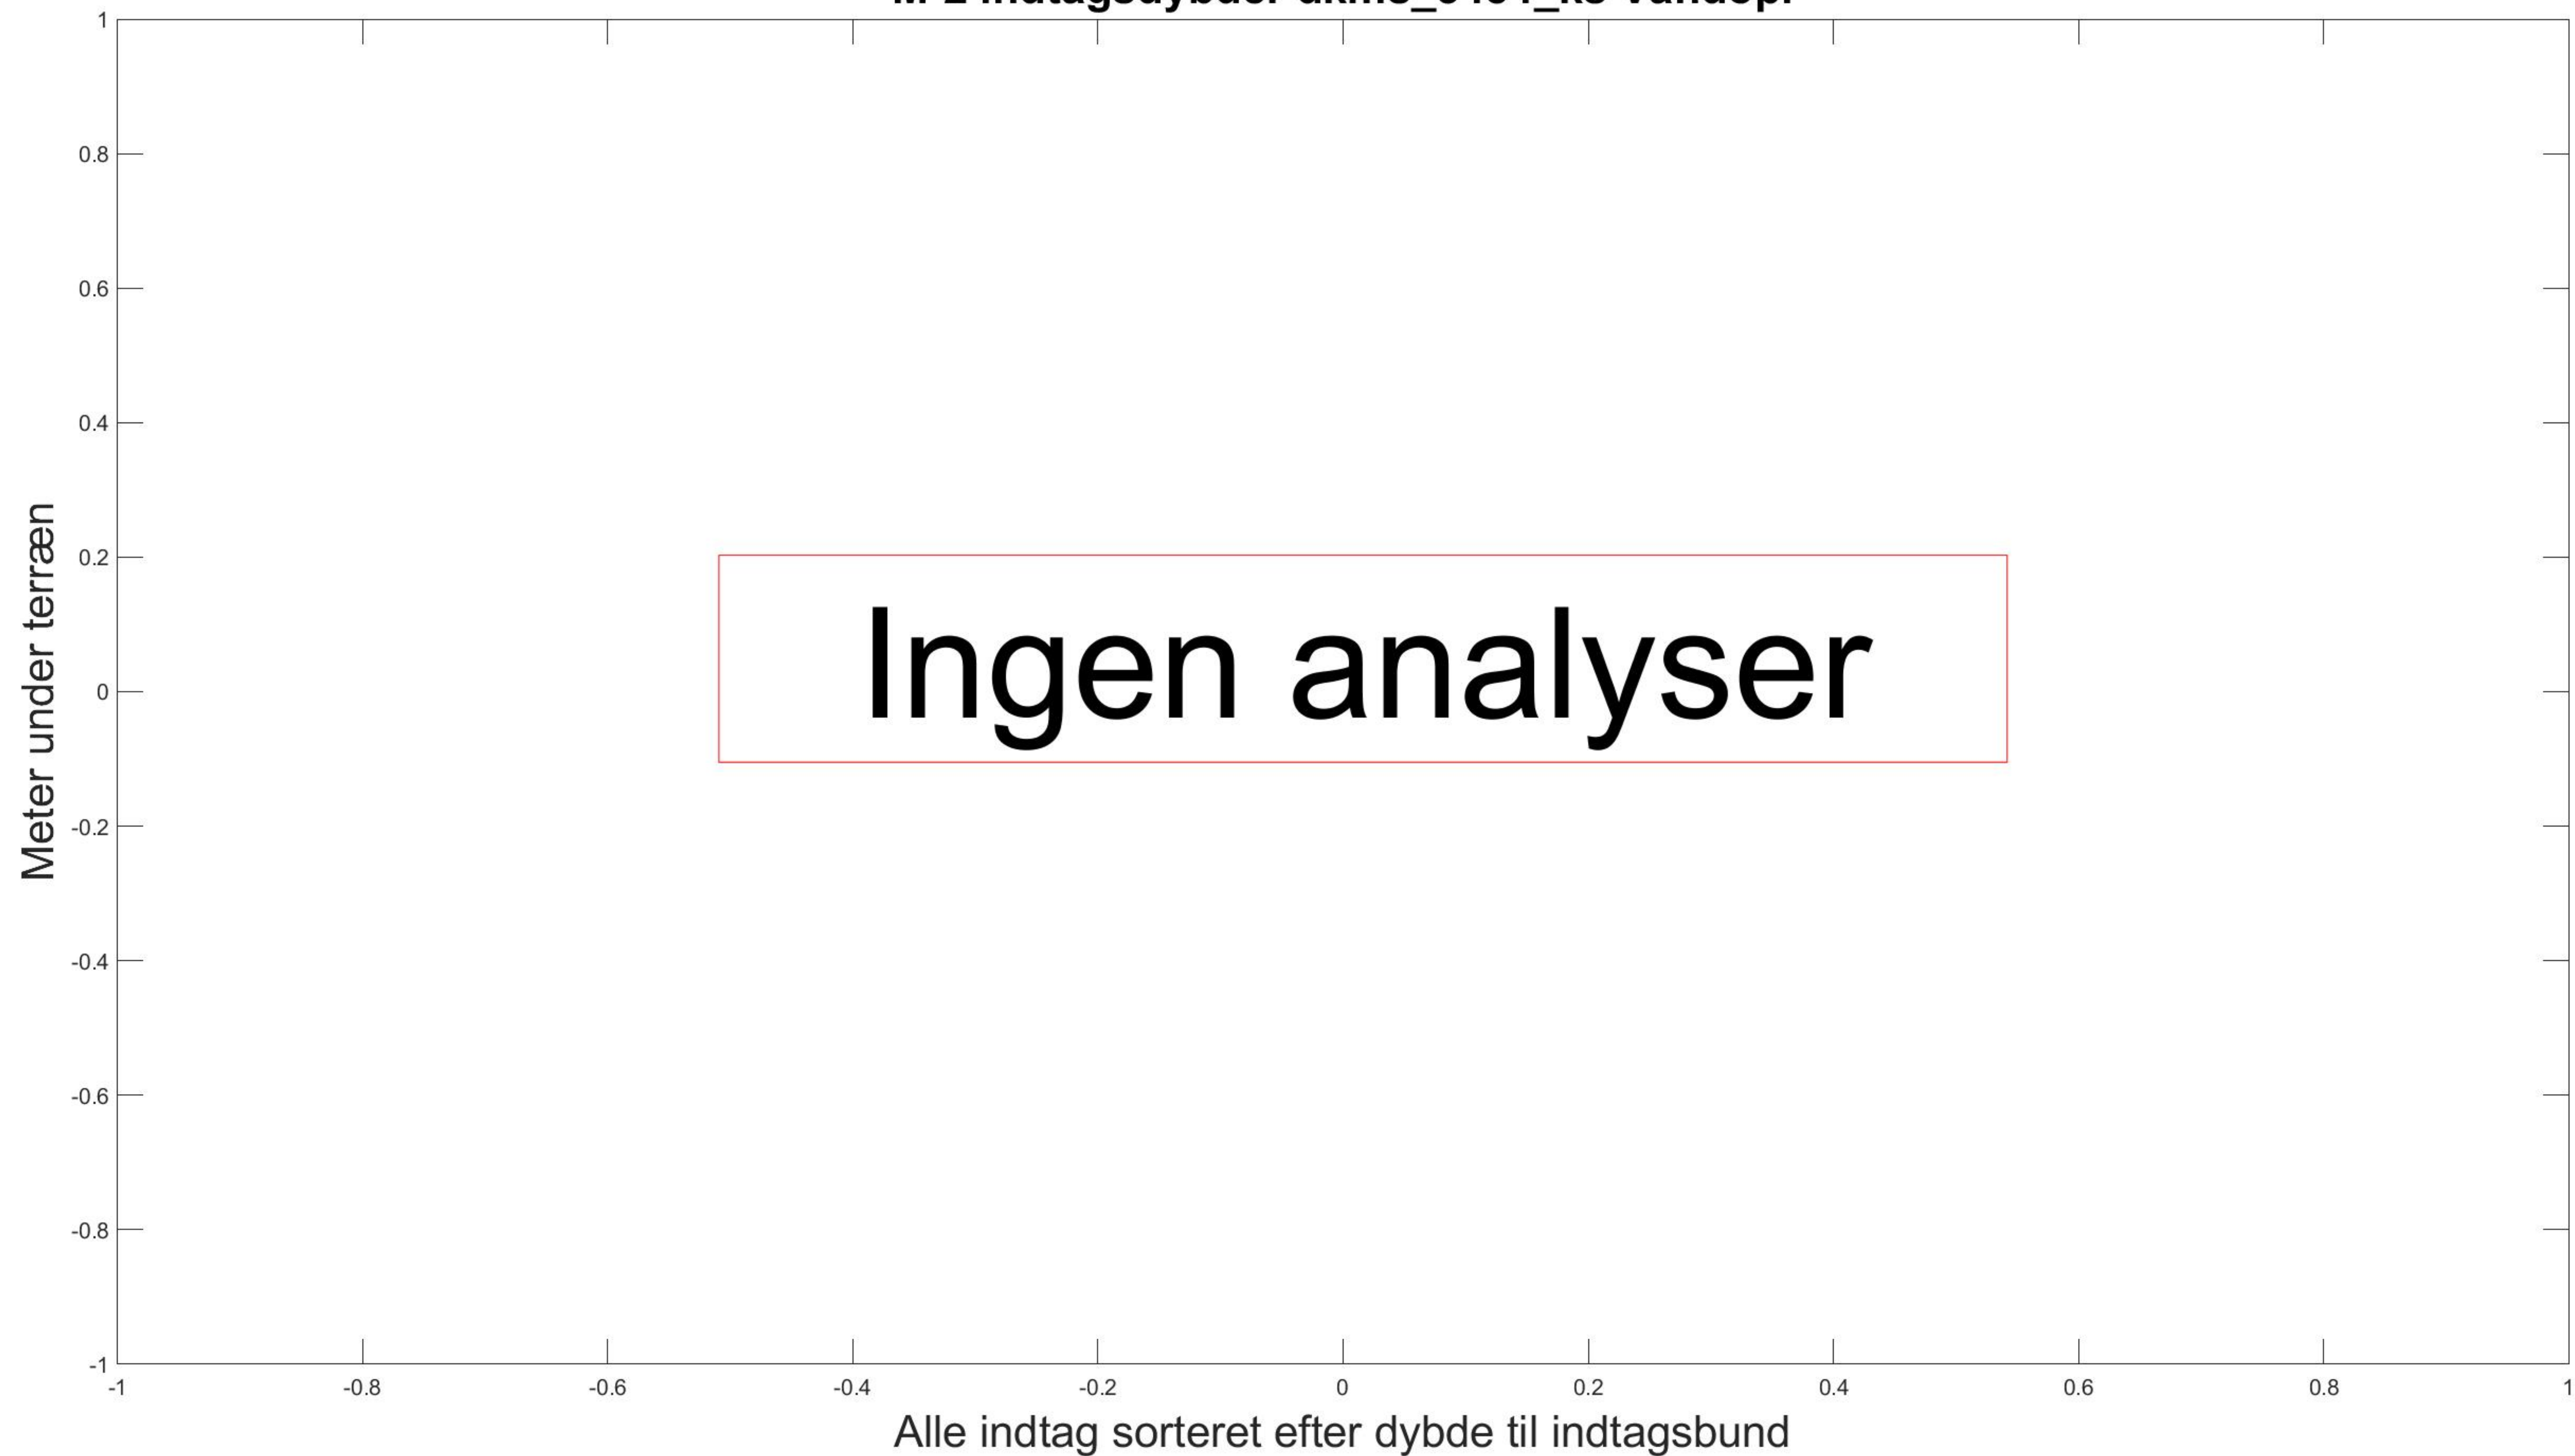 1
0.8
0.6
0.4
0.2
0
-0.2
-0.4
-0.6
-0.8
-1
Meter under terræn
Ingen analyser
-1 -0.8 -0.6 -0.4 -0.2 0 0.2 0.4 0.6 0.8 1
Alle indtag sorteret efter dybde til indtagsbund